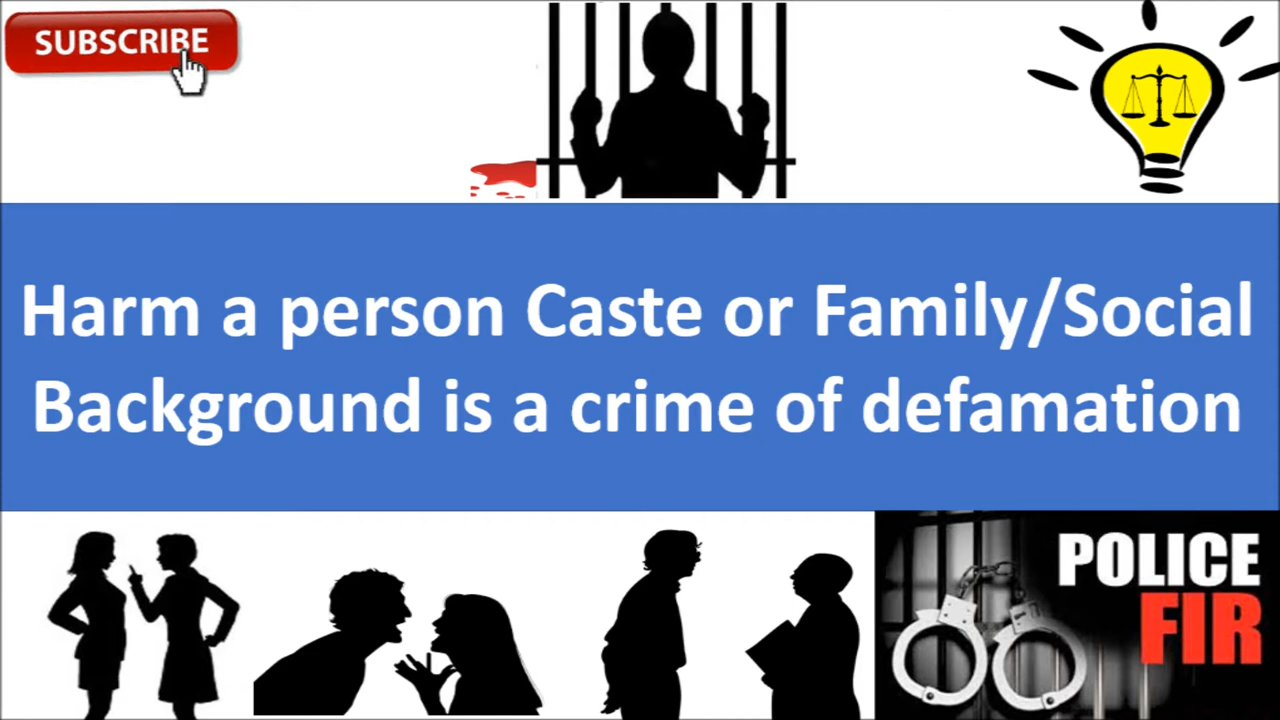 SUBSCRIBE
Harm a person Caste or Family/Social
Background is a crime of defamation
POLICE
FIR